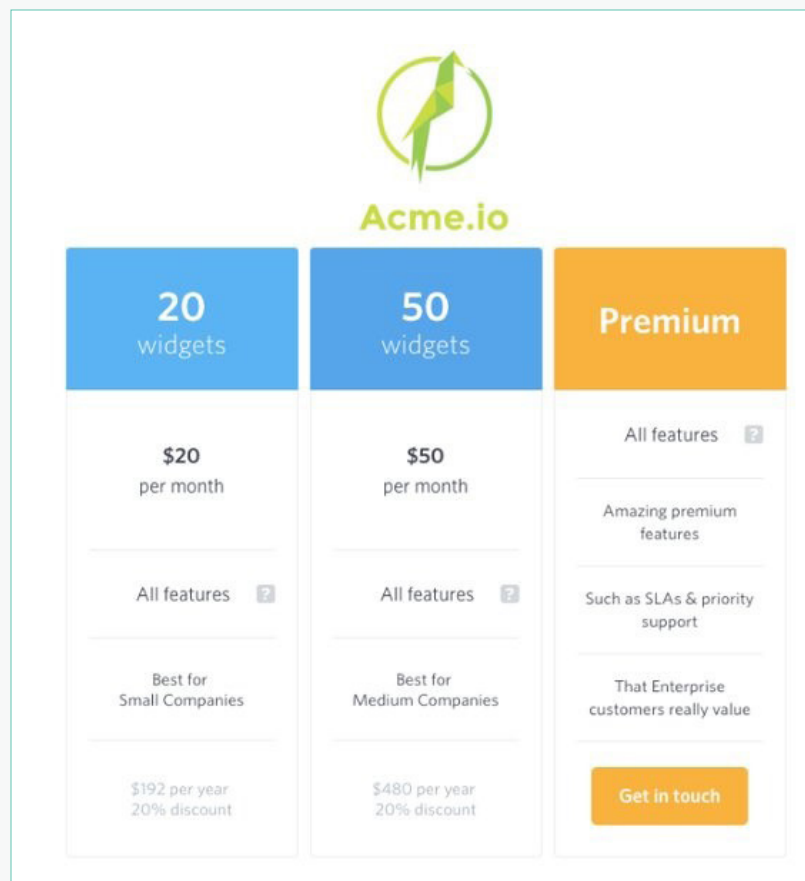 Acme.io
20
widgets
$20
per month
All features ?
Best for
Small Companies
$192 per year
20% discount
50
widgets
$50
per month
All features ?
Best for
Medium Companies
$480 per year
20% discount
Premium
All features ?
Amazing premium
features
Such as SLAs & priority
support
That Enterprise
customers really value
Get in touch